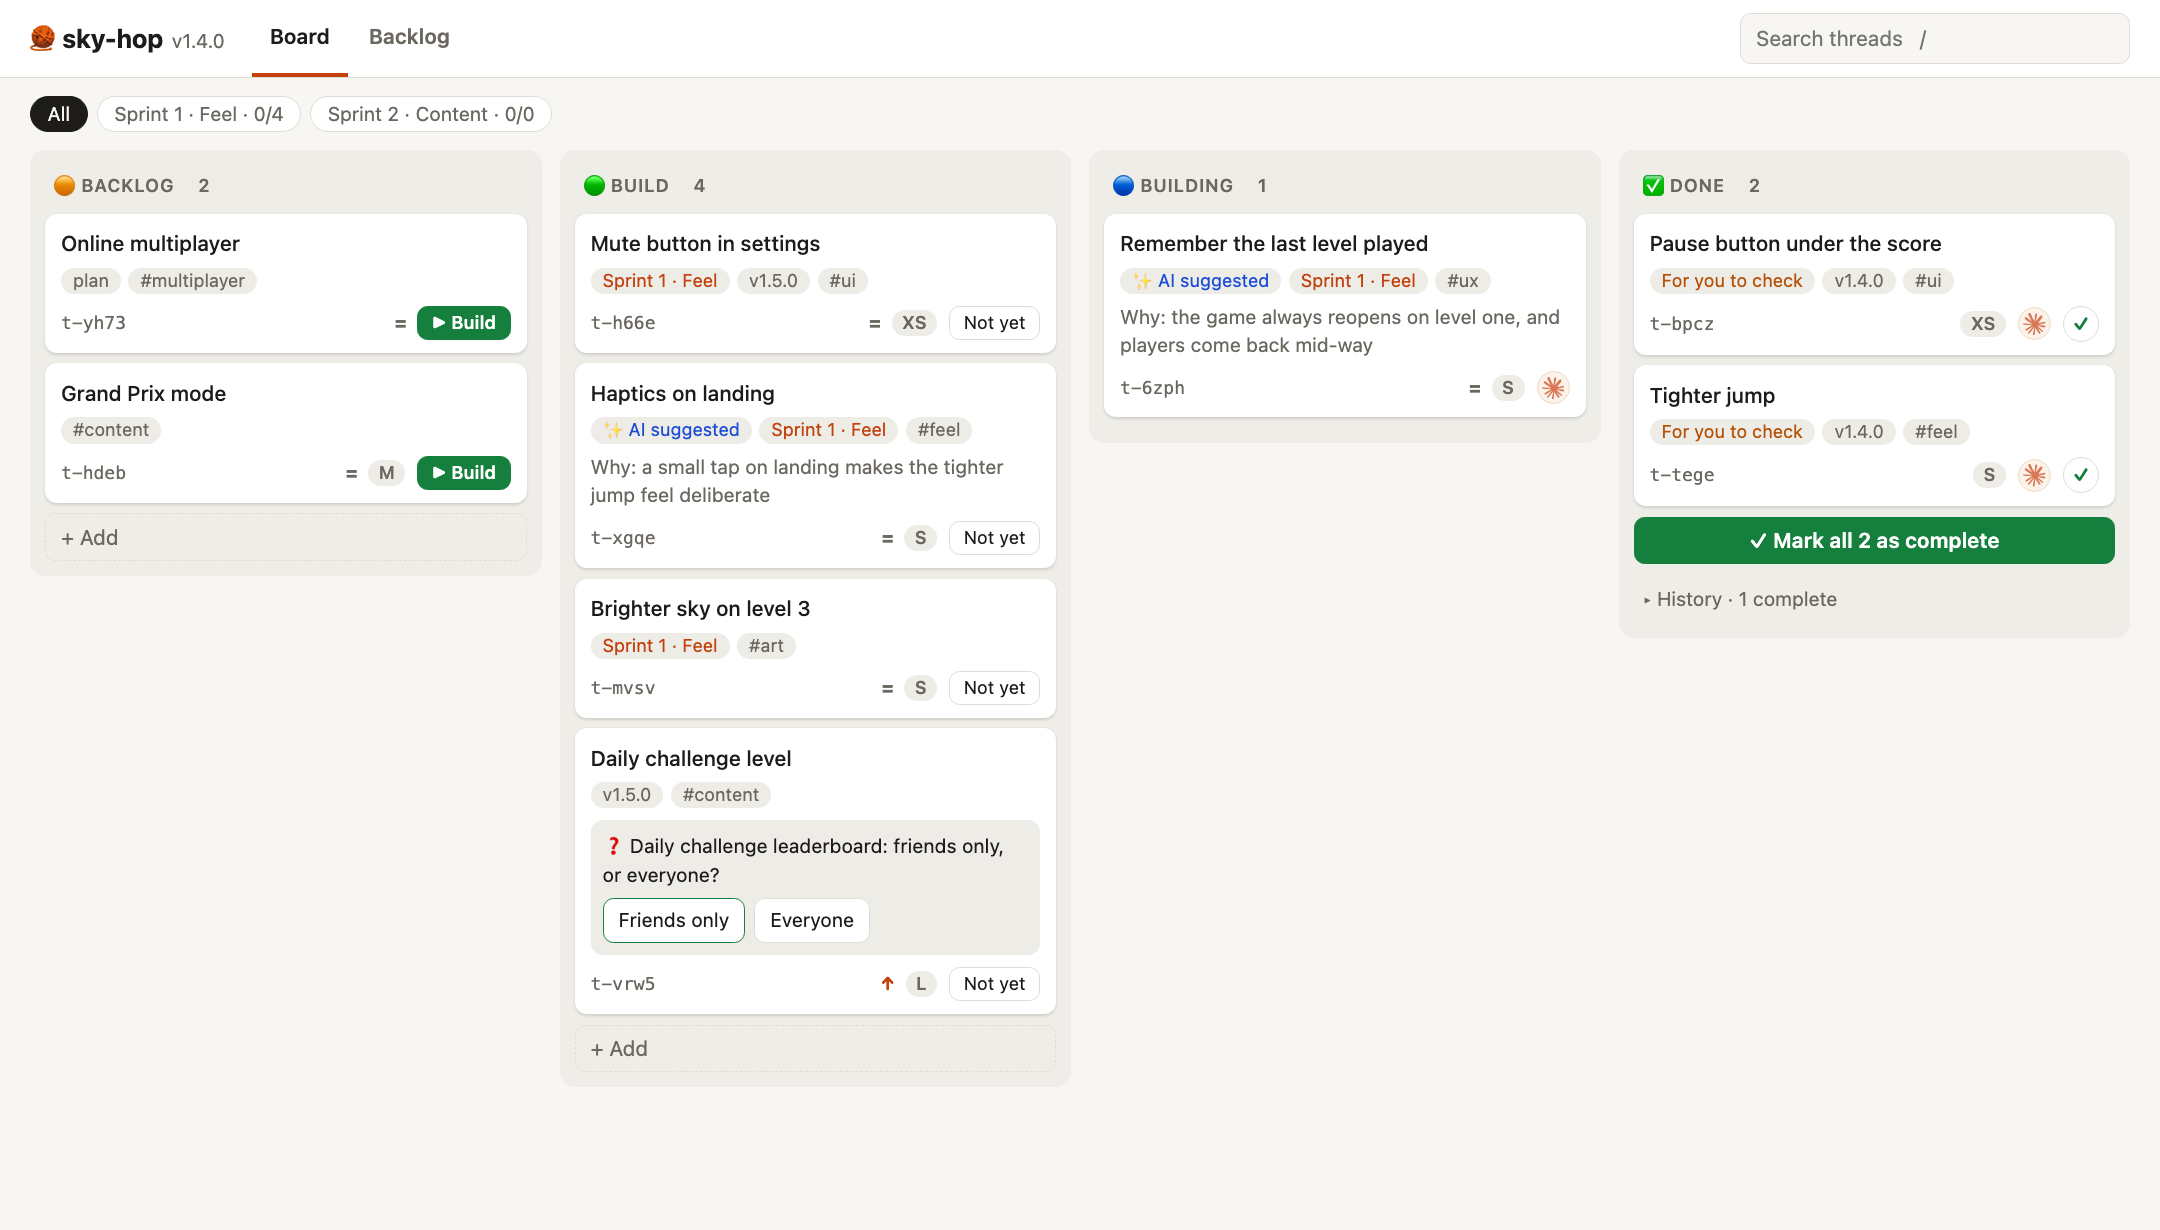 sky-hop v1.4.0
Board
Backlog
Search threads /
All
Sprint 1 · Feel · 0/4
Sprint 2 · Content · 0/0
BACKLOG 2
Online multiplayer
plan #multiplayer
t-yh73 = ▶ Build
Grand Prix mode
#content
t-hdeb = M ▶ Build
+ Add
BUILD 4
Mute button in settings
Sprint 1 · Feel v1.5.0 #ui
t-h66e = XS Not yet
Haptics on landing
✨ AI suggested Sprint 1 · Feel #feel
Why: a small tap on landing makes the tighter
jump feel deliberate
t-xgqe = S Not yet
Brighter sky on level 3
Sprint 1 · Feel #art
t-mvsv = S Not yet
Daily challenge level
v1.5.0 #content
❓ Daily challenge leaderboard: friends only,
or everyone?
Friends only Everyone
t-vrw5 ↑ L Not yet
+ Add
BUILDING 1
Remember the last level played
✨ AI suggested Sprint 1 · Feel #ux
Why: the game always reopens on level one, and
players come back mid-way
t-6zph = S
DONE 2
Pause button under the score
For you to check v1.4.0 #ui
t-bpcz XS ✓
Tighter jump
For you to check v1.4.0 #feel
t-tege S ✓
✓ Mark all 2 as complete
▸ History · 1 complete